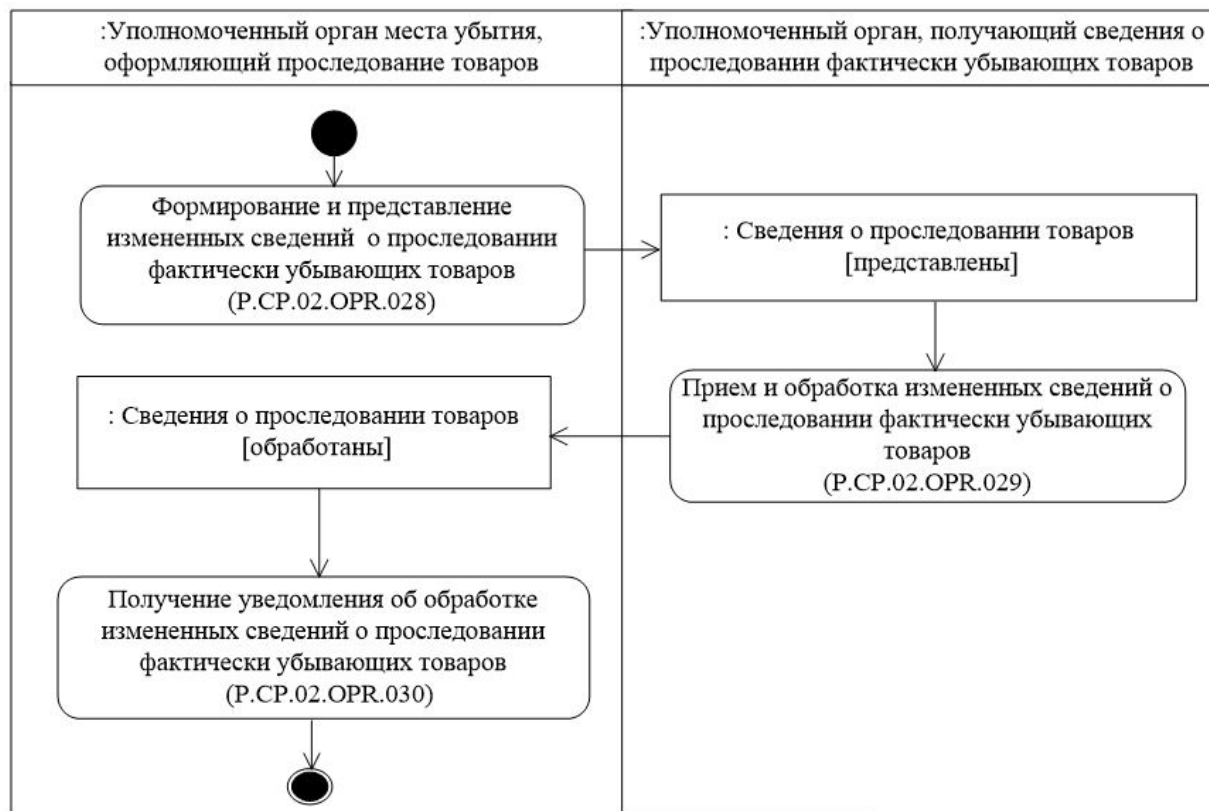 :Уполномоченный орган места убытия,
оформляющий проследование товаров
:Уполномоченный орган, получающий сведения о
проследовании фактически убывающих товаров
Формирование и представление
измененных сведений о проследовании
фактически убывающих товаров
(P.CP.02.OPR.028)
: Сведения о проследовании товаров
[представлены]
Прием и обработка измененных сведений о
проследовании фактически убывающих
товаров
(P.CP.02.OPR.029)
: Сведения о проследовании товаров
[обработаны]
Получение уведомления об обработке
измененных сведений о проследовании
фактически убывающих товаров
(P.CP.02.OPR.030)